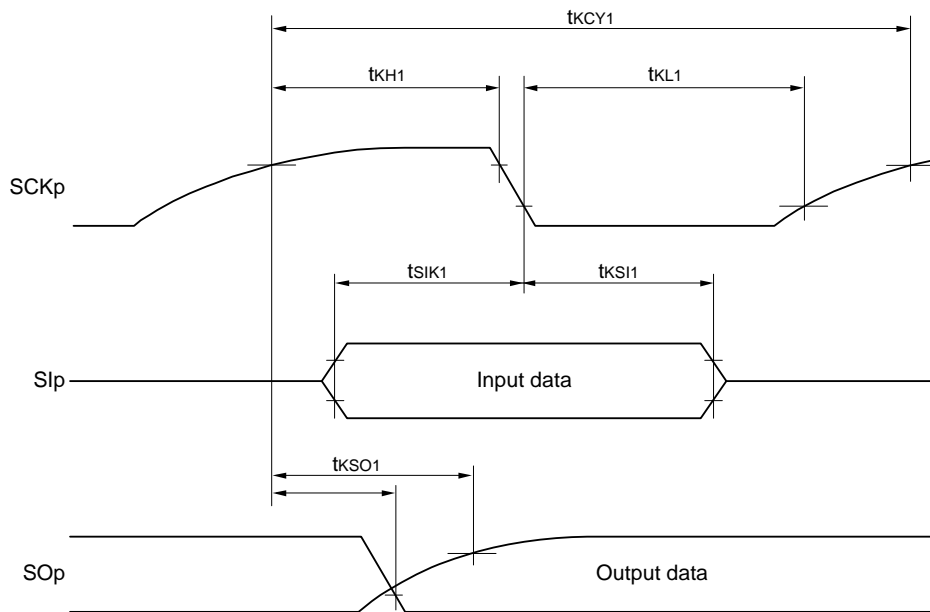 tKCY1
tKH1
tKL1
SCKp
tSIK1
tKSI1
SIp
Input data
tKSO1
SOp
Output data